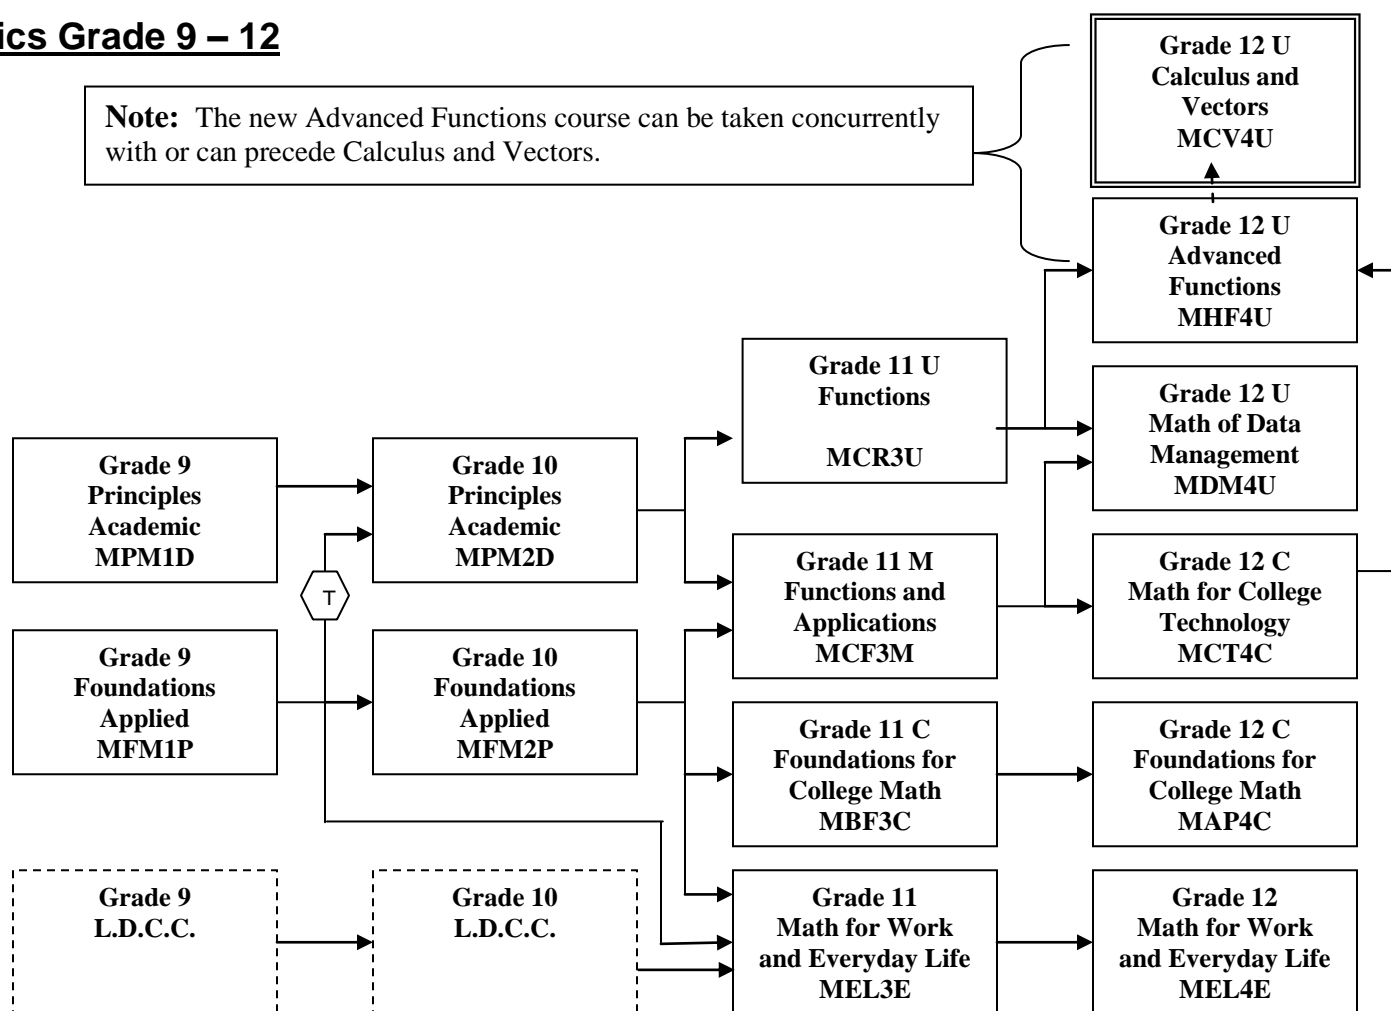 ics Grade 9 – 12
Note: The new Advanced Functions course can be taken concurrently
with or can precede Calculus and Vectors.
Grade 12 U
Calculus and
Vectors
MCV4U
Grade 12 U
Advanced
Functions
MHF4U
Grade 11 U
Functions
MCR3U
Grade 12 U
Math of Data
Management
MDM4U
Grade 9
Principles
Academic
MPM1D
Grade 10
Principles
Academic
MPM2D
T
Grade 11 M
Functions and
Applications
MCF3M
Grade 12 C
Math for College
Technology
MCT4C
Grade 9
Foundations
Applied
MFM1P
Grade 10
Foundations
Applied
MFM2P
Grade 11 C
Foundations for
College Math
MBF3C
Grade 12 C
Foundations for
College Math
MAP4C
Grade 9
L.D.C.C.
Grade 10
L.D.C.C.
Grade 11
Math for Work
and Everyday Life
MEL3E
Grade 12
Math for Work
and Everyday Life
MEL4E